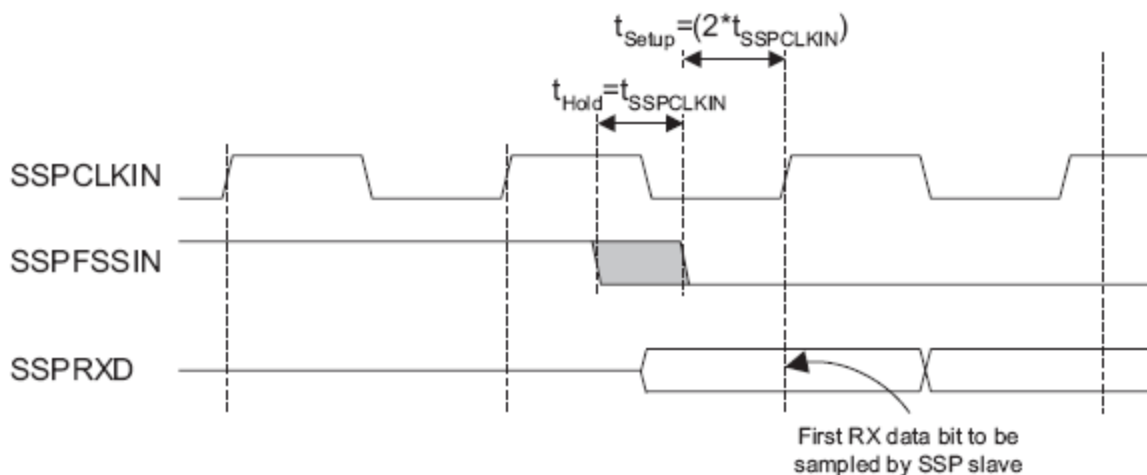 tSetup=(2*tSSPCLKIN)
tHold=tSSPCLKIN
SSPCLKIN
SSPFSSIN
SSPRXD
First RX data bit to be
sampled by SSP slave